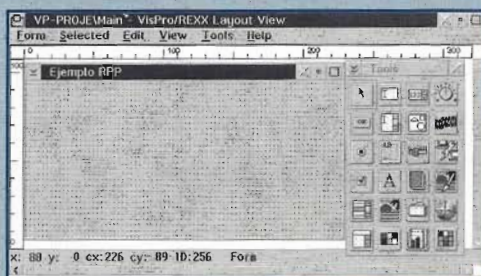 VP-PROJE\Main - VisPro/REXX Layout View
Form Selected Edit View Tools Help
0 100 200 300
Ejemplo RPP
Tools
A
x: 88 y: 0 cx:226 cy: 89 ID:256 Form